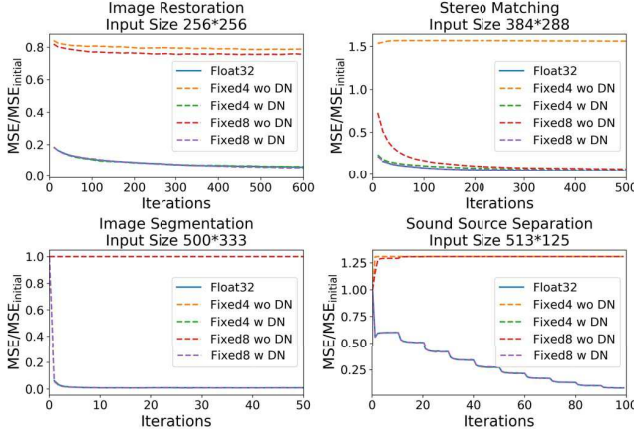 Image Restoration
Input Size 256*256
MSE/MSEinitial
0.8
0.6
0.4
0.2
0.0
Float32
Fixed4 wo DN
Fixed4 w DN
Fixed8 wo DN
Fixed8 w DN
0 100 200 300 400 500 600
Iterations
Stereo Matching
Input Size 384*288
MSE/MSEinitial
1.5
1.0
0.5
0.0
Float32
Fixed4 wo DN
Fixed4 w DN
Fixed8 wo DN
Fixed8 w DN
0 100 200 300 400 500
Iterations
Image Segmentation
Input Size 500*333
MSE/MSEinitial
1.0
0.8
0.6
0.4
0.2
0.0
Float32
Fixed4 wo DN
Fixed4 w DN
Fixed8 wo DN
Fixed8 w DN
0 10 20 30 40 50
Iterations
Sound Source Separation
Input Size 513*125
MSE/MSEinitial
1.25
1.00
0.75
0.50
0.25
Float32
Fixed4 wo DN
Fixed4 w DN
Fixed8 wo DN
Fixed8 w DN
0 20 40 60 80 100
Iterations